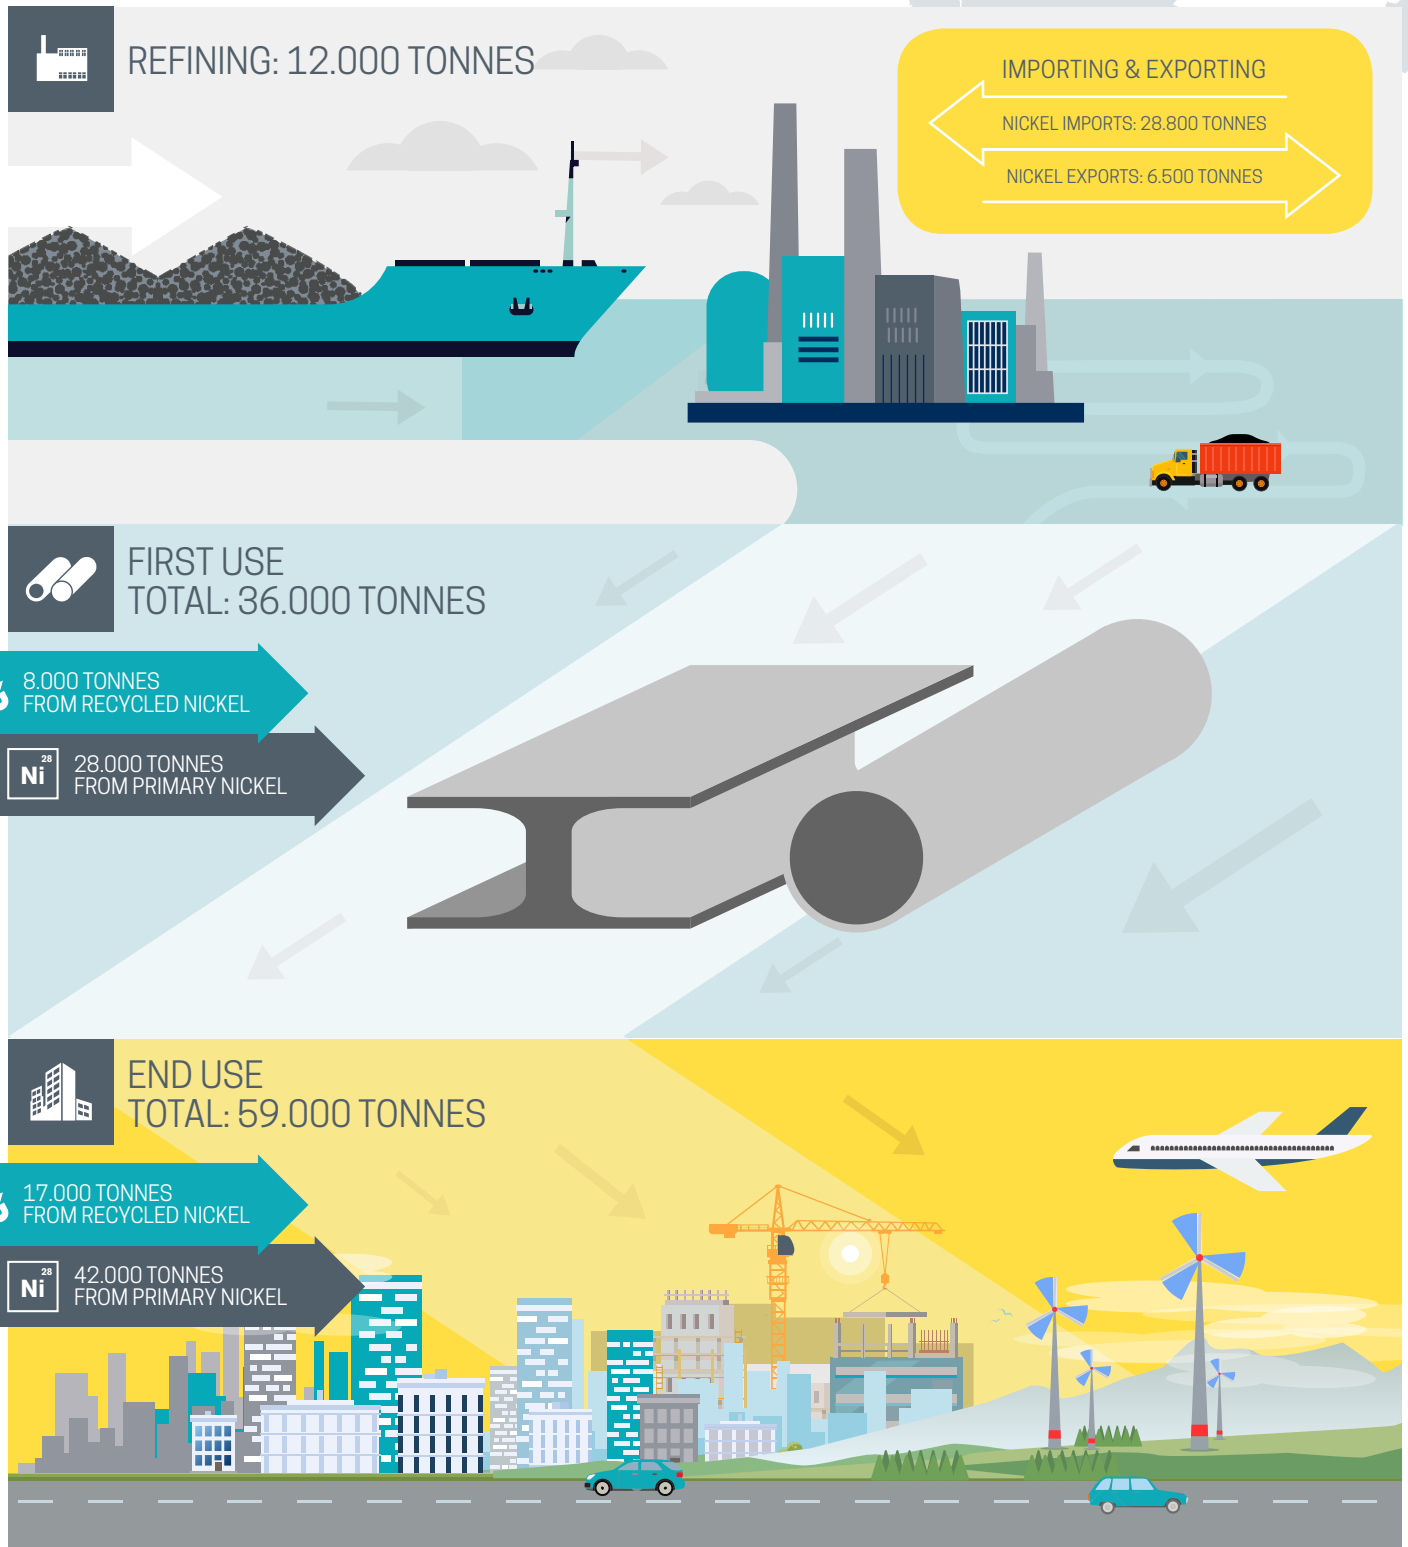 REFINING: 12.000 TONNES
IMPORTING & EXPORTING
NICKEL IMPORTS: 28.800 TONNES
NICKEL EXPORTS: 6.500 TONNES
FIRST USE
TOTAL: 36.000 TONNES
8.000 TONNES
FROM RECYCLED NICKEL
Ni 28
28.000 TONNES
FROM PRIMARY NICKEL
END USE
TOTAL: 59.000 TONNES
17.000 TONNES
FROM RECYCLED NICKEL
Ni 28
42.000 TONNES
FROM PRIMARY NICKEL